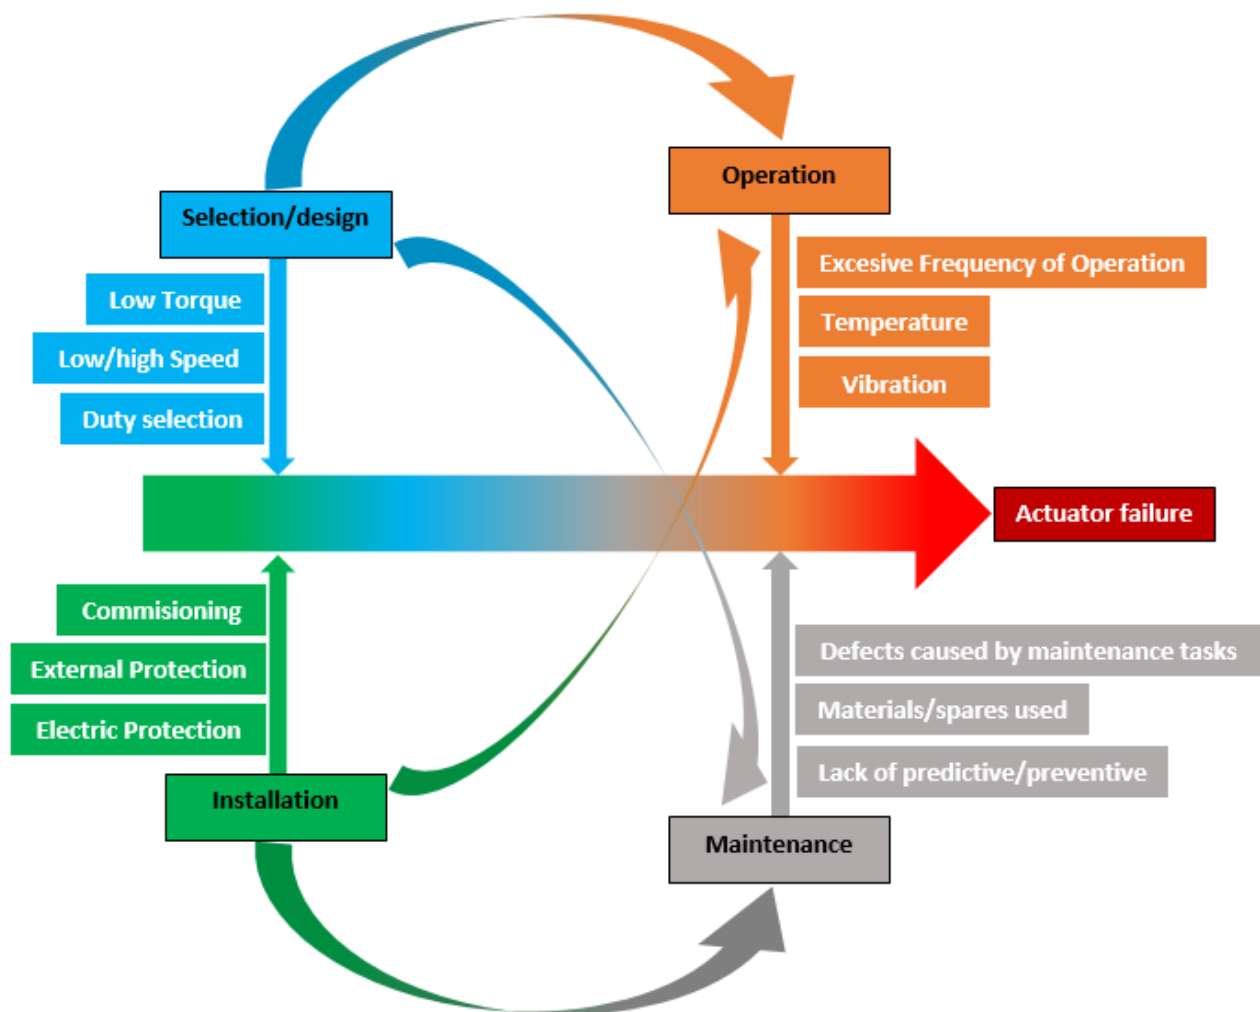 Selection/design
Low Torque
Low/high Speed
Duty selection
Operation
Excesive Frequency of Operation
Temperature
Vibration
Actuator failure
Commisioning
External Protection
Electric Protection
Installation
Defects caused by maintenance tasks
Materials/spares used
Lack of predictive/preventive
Maintenance